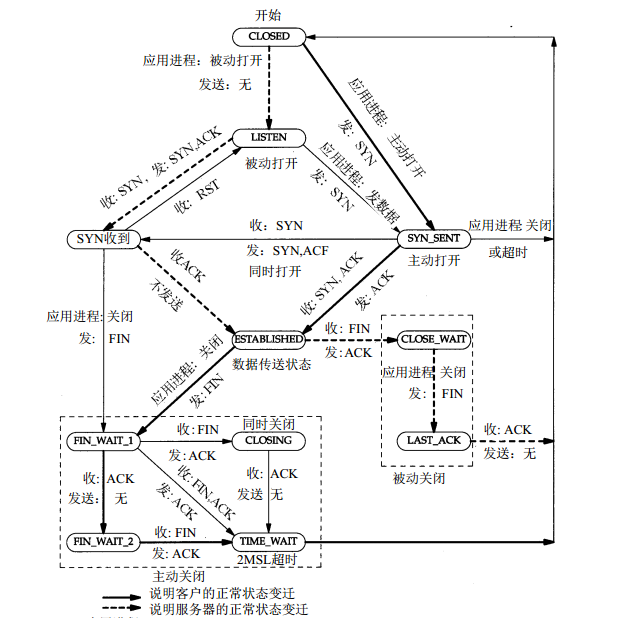 开始
CLOSED
应用进程：被动打开
发送：无
应用进程：主动打开
发：SYN
LISTEN
被动打开
收: SYN，发: SYN,ACK
收：RST
应用进程：发数据
发：SYN
SYN收到
收：SYN
发：SYN,ACF
同时打开
SYN_SENT
主动打开
应用进程 关闭
或超时
收ACK
不发送
收: SYN, ACK
发: ACK
应用进程: 关闭
发: FIN
ESTABLISHED
数据传送状态
收: FIN
发: ACK
CLOSE_WAIT
应用进程 关闭
发: FIN
应用进程: 关闭
发: FIN
FIN_WAIT_1
收: FIN
发: ACK
同时关闭
CLOSING
LAST_ACK
收: ACK
发送: 无
被动关闭
收: ACK
发送: 无
收: FIN,ACK
发: ACK
收: ACK
发送 无
FIN_WAIT_2
收: FIN
发: ACK
TIME_WAIT
2MSL超时
主动关闭
说明客户的正常状态变迁
说明服务器的正常状态变迁